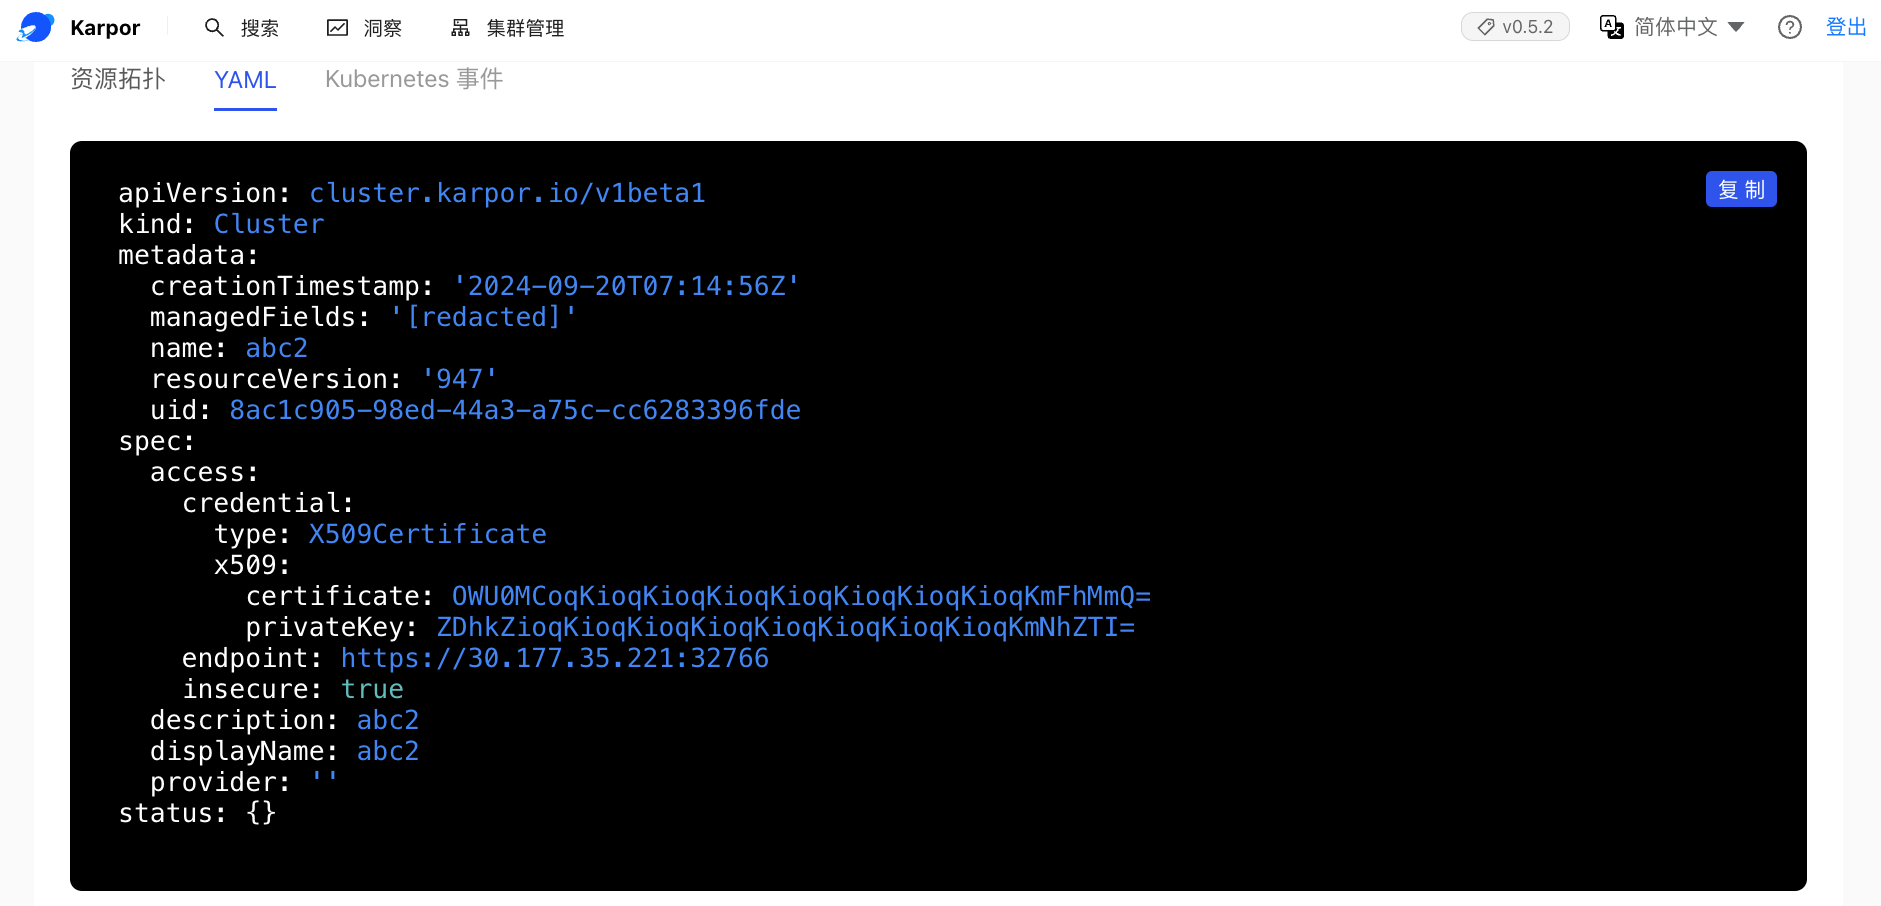 Karpor
搜索
洞察
集群管理
v0.5.2
简体中文
登出
资源拓扑
YAML
Kubernetes 事件
复 制
apiVersion: cluster.karpor.io/v1beta1
kind: Cluster
metadata:
  creationTimestamp: '2024-09-20T07:14:56Z'
  managedFields: '[redacted]'
  name: abc2
  resourceVersion: '947'
  uid: 8ac1c905-98ed-44a3-a75c-cc6283396fde
spec:
  access:
    credential:
      type: X509Certificate
      x509:
        certificate: OWU0MCoqKioqKioqKioqKioqKioqKioqKioqKmFhMmQ=
        privateKey: ZDhkZioqKioqKioqKioqKioqKioqKioqKioqKmNhZTI=
    endpoint: https://30.177.35.221:32766
    insecure: true
  description: abc2
  displayName: abc2
  provider: ''
status: {}